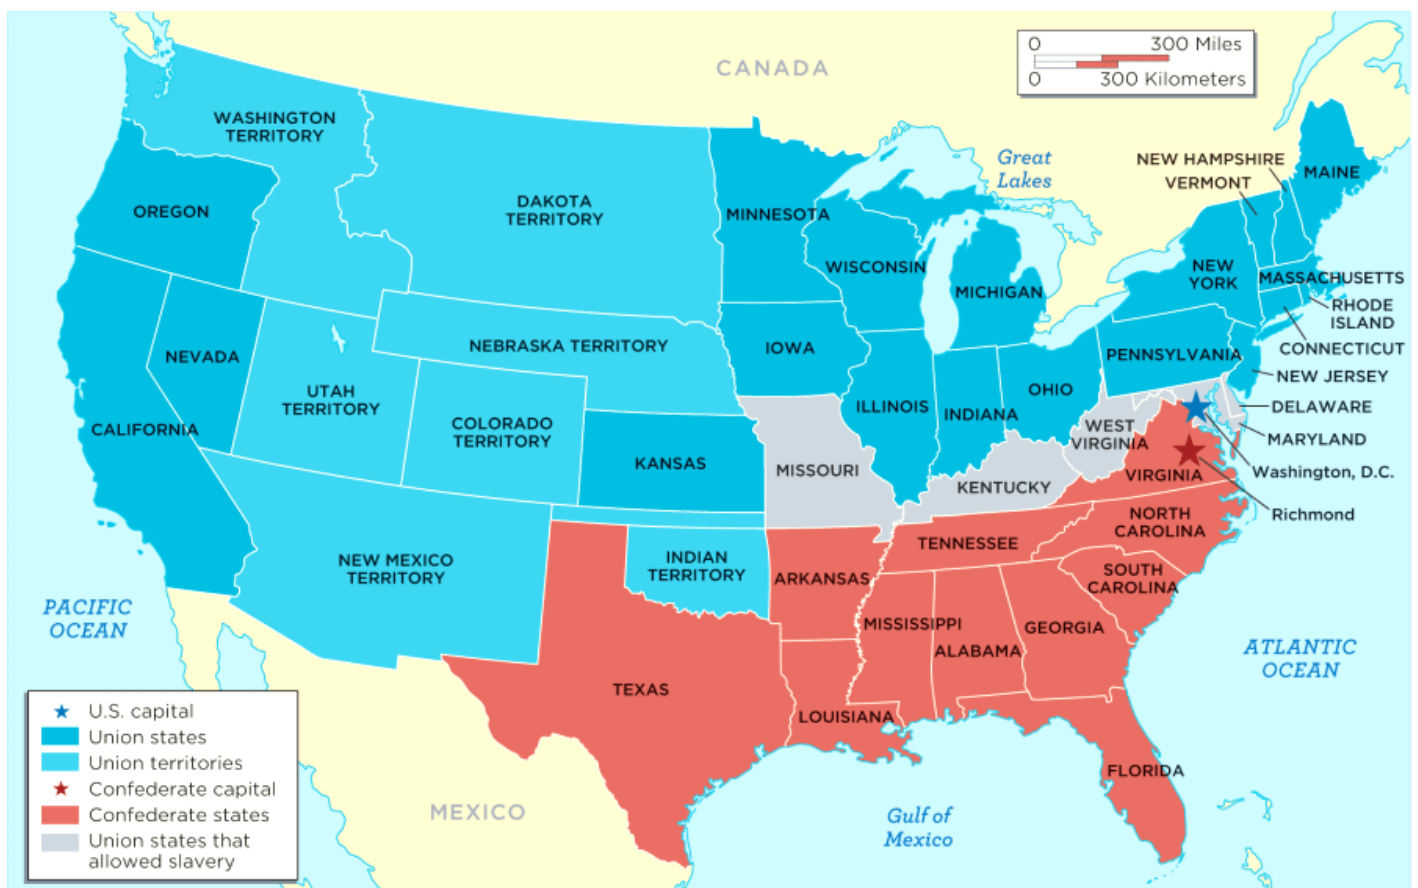 0 300 Miles
0 300 Kilometers
CANADA
WASHINGTON
TERRITORY
OREGON
DAKOTA
TERRITORY
MINNESOTA
Great
Lakes
NEW HAMPSHIRE
VERMONT
MAINE
WISCONSIN
MICHIGAN
NEW
YORK
MASSACHUSETTS
RHODE
ISLAND
CONNECTICUT
NEVADA
NEBRASKA TERRITORY
IOWA
PENNSYLVANIA
NEW JERSEY
UTAH
TERRITORY
CALIFORNIA
COLORADO
TERRITORY
KANSAS
MISSOURI
ILLINOIS
INDIANA
OHIO
WEST
VIRGINIA
DELAWARE
MARYLAND
Washington, D.C.
KENTUCKY
VIRGINIA
Richmond
NEW MEXICO
TERRITORY
INDIAN
TERRITORY
ARKANSAS
TENNESSEE
NORTH
CAROLINA
SOUTH
CAROLINA
PACIFIC
OCEAN
MISSISSIPPI
ALABAMA
GEORGIA
ATLANTIC
OCEAN
TEXAS
LOUISIANA
FLORIDA
MEXICO
Gulf of
Mexico
U.S. capital
Union states
Union territories
Confederate capital
Confederate states
Union states that
allowed slavery